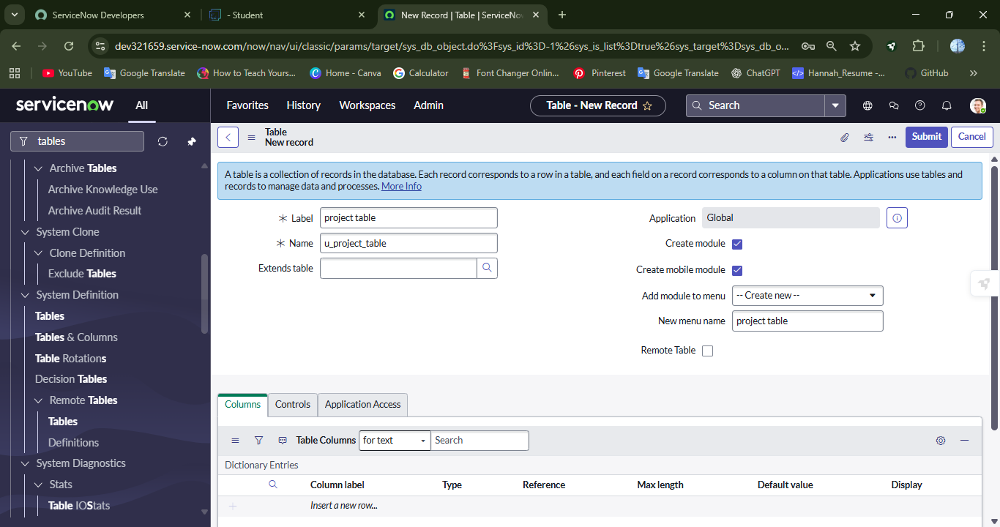 ServiceNow Developers
- Student
New Record | Table | ServiceNo
dev321659.service-now.com/now/nav/ui/classic/params/target/sys_db_object.do%3Fsys_id%3D-1%26sys_is_list%3Dtrue%26sys_target%3Dsys_db_o...
YouTube
Google Translate
How to Teach Yours...
Home - Canva
Calculator
Font Changer Onlin...
Pinterest
Google Translate
ChatGPT
Hannah_Resume -...
GitHub
»
servicenow
All
Favorites
History
Workspaces
Admin
Table - New Record
Search
tables
Archive Tables
Archive Knowledge Use
Archive Audit Result
System Clone
Clone Definition
Exclude Tables
System Definition
Tables
Tables & Columns
Table Rotations
Decision Tables
Remote Tables
Tables
Definitions
System Diagnostics
Stats
Table IOStats
Table
New record
Submit
Cancel
A table is a collection of records in the database. Each record corresponds to a row in a table, and each field on a record corresponds to a column on that table. Applications use tables and
records to manage data and processes. More Info
Label
project table
Name
u_project_table
Extends table
Application
Global
Create module
Create mobile module
Add module to menu
-- Create new --
New menu name
project table
Remote Table
Columns
Controls
Application Access
Table Columns
for text
Search
Dictionary Entries
Column label
Type
Reference
Max length
Default value
Display
Insert a new row...